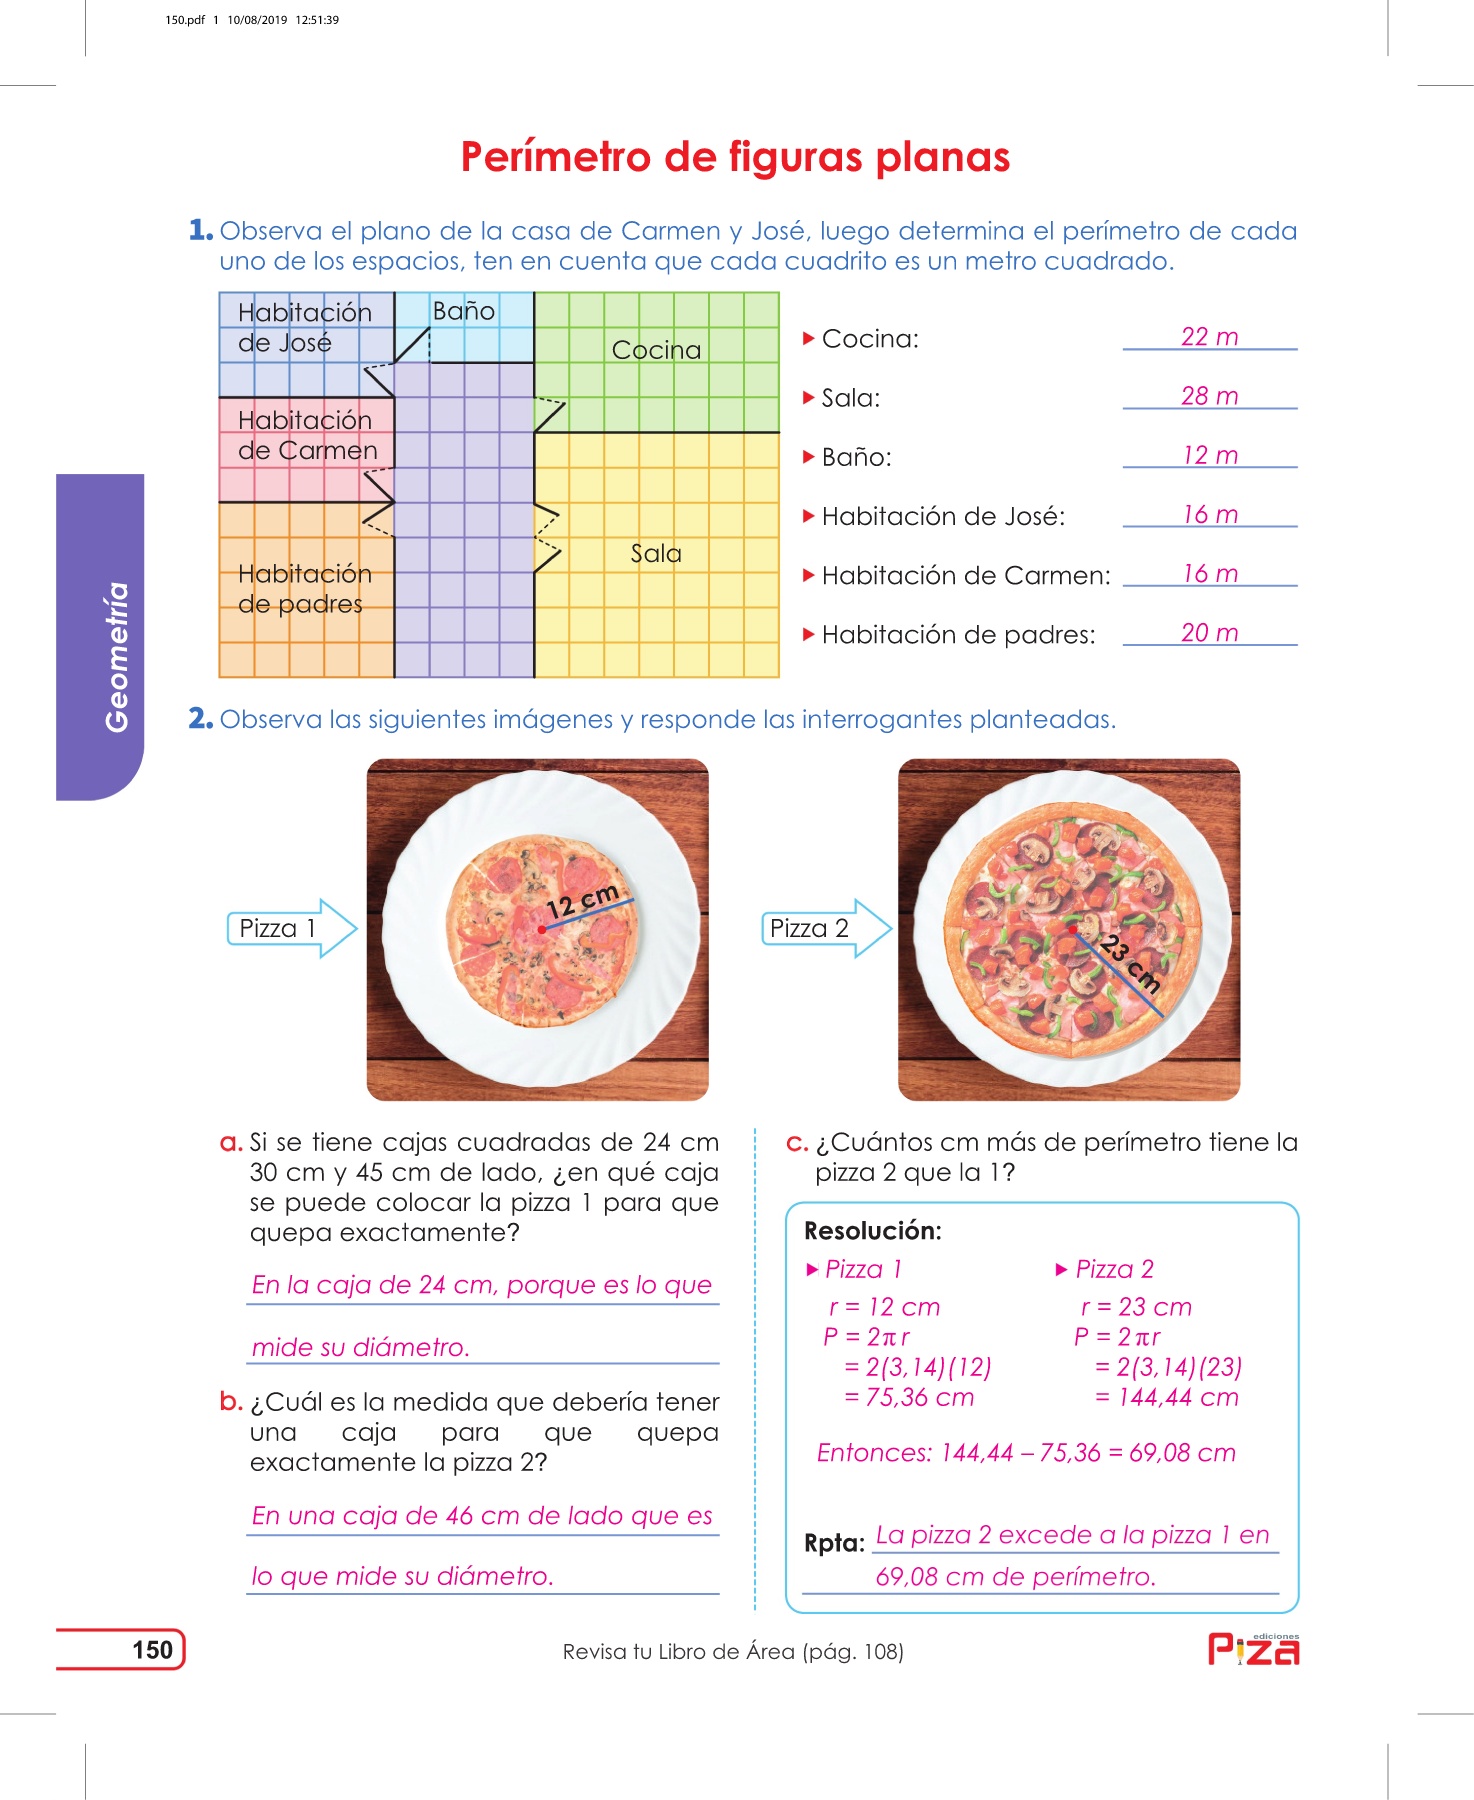 150.pdf 1 10/08/2019 12:51:39
Perímetro de figuras planas
1. Observa el plano de la casa de Carmen y José, luego determina el perímetro de cada
uno de los espacios, ten en cuenta que cada cuadrito es un metro cuadrado.
Habitación
de José
Baño
Cocina
Habitación
de Carmen
Sala
Habitación
de padres
Cocina: 22 m
Sala: 28 m
Baño: 12 m
Habitación de José: 16 m
Habitación de Carmen: 16 m
Habitación de padres: 20 m
Geometría
2. Observa las siguientes imágenes y responde las interrogantes planteadas.
Pizza 1
12 cm
Pizza 2
23 cm
a. Si se tiene cajas cuadradas de 24 cm
30 cm y 45 cm de lado, ¿en qué caja
se puede colocar la pizza 1 para que
quepa exactamente?
En la caja de 24 cm, porque es lo que
mide su diámetro.
b. ¿Cuál es la medida que debería tener
una caja para que quepa
exactamente la pizza 2?
En una caja de 46 cm de lado que es
lo que mide su diámetro.
c. ¿Cuántos cm más de perímetro tiene la
pizza 2 que la 1?
Resolución:
Pizza 1
r = 12 cm
P = 2π r
= 2(3,14)(12)
= 75,36 cm
Pizza 2
r = 23 cm
P = 2πr
= 2(3,14)(23)
= 144,44 cm
Entonces: 144,44 – 75,36 = 69,08 cm
Rpta: La pizza 2 excede a la pizza 1 en
69,08 cm de perímetro.
150
Revisa tu Libro de Área (pág. 108)
ediciones
Piza